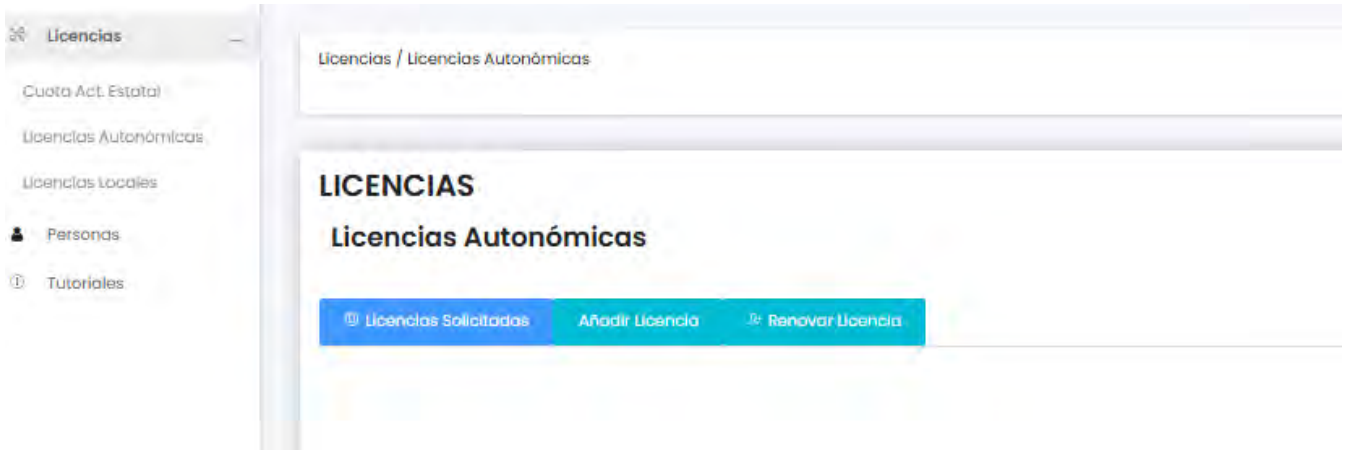 Licencias
Cuota Act. Estatal
Licencias Autonómicas
Licencias Locales
Personas
Tutoriales
Licencias / Licencias Autonómicas
LICENCIAS
Licencias Autonómicas
Licencias Solicitadas
Añadir Licencia
Renovar Licencia